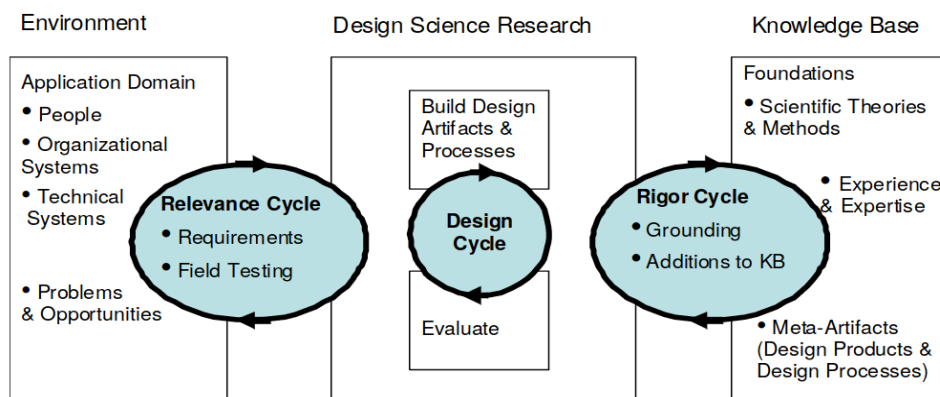 Environment
Design Science Research
Knowledge Base
Application Domain
• People
• Organizational
Systems
• Technical
Systems
• Problems
& Opportunities
Relevance Cycle
• Requirements
• Field Testing
Build Design
Artifacts &
Processes
Design
Cycle
Evaluate
Rigor Cycle
• Grounding
• Additions to KB
Foundations
• Scientific Theories
& Methods
• Experience
& Expertise
• Meta-Artifacts
(Design Products &
Design Processes)